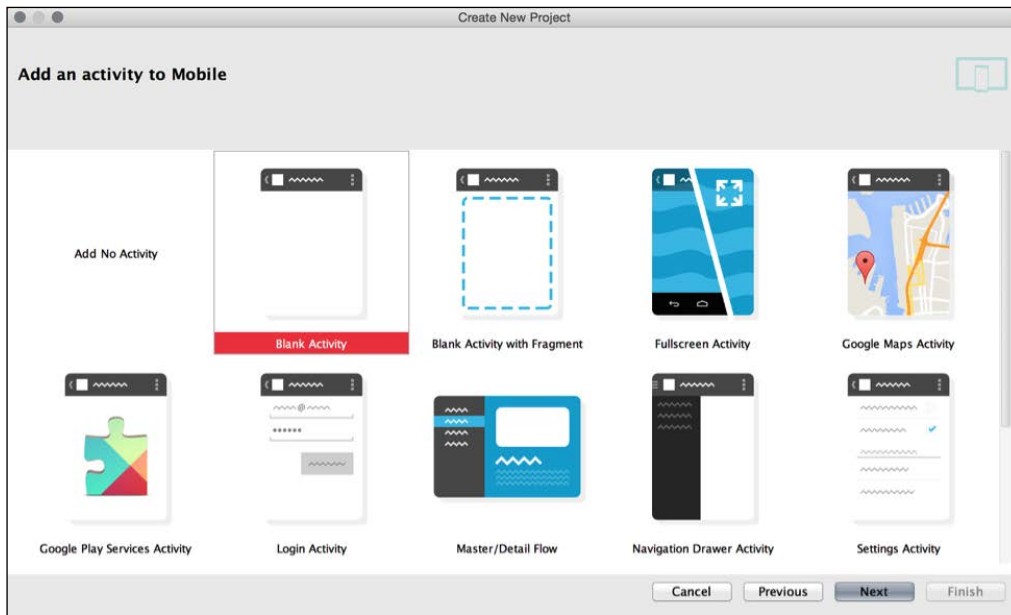 Create New Project
Add an activity to Mobile
Add No Activity
Blank Activity
Blank Activity with Fragment
Fullscreen Activity
Google Maps Activity
Google Play Services Activity
Login Activity
Master/Detail Flow
Navigation Drawer Activity
Settings Activity
Cancel
Previous
Next
Finish